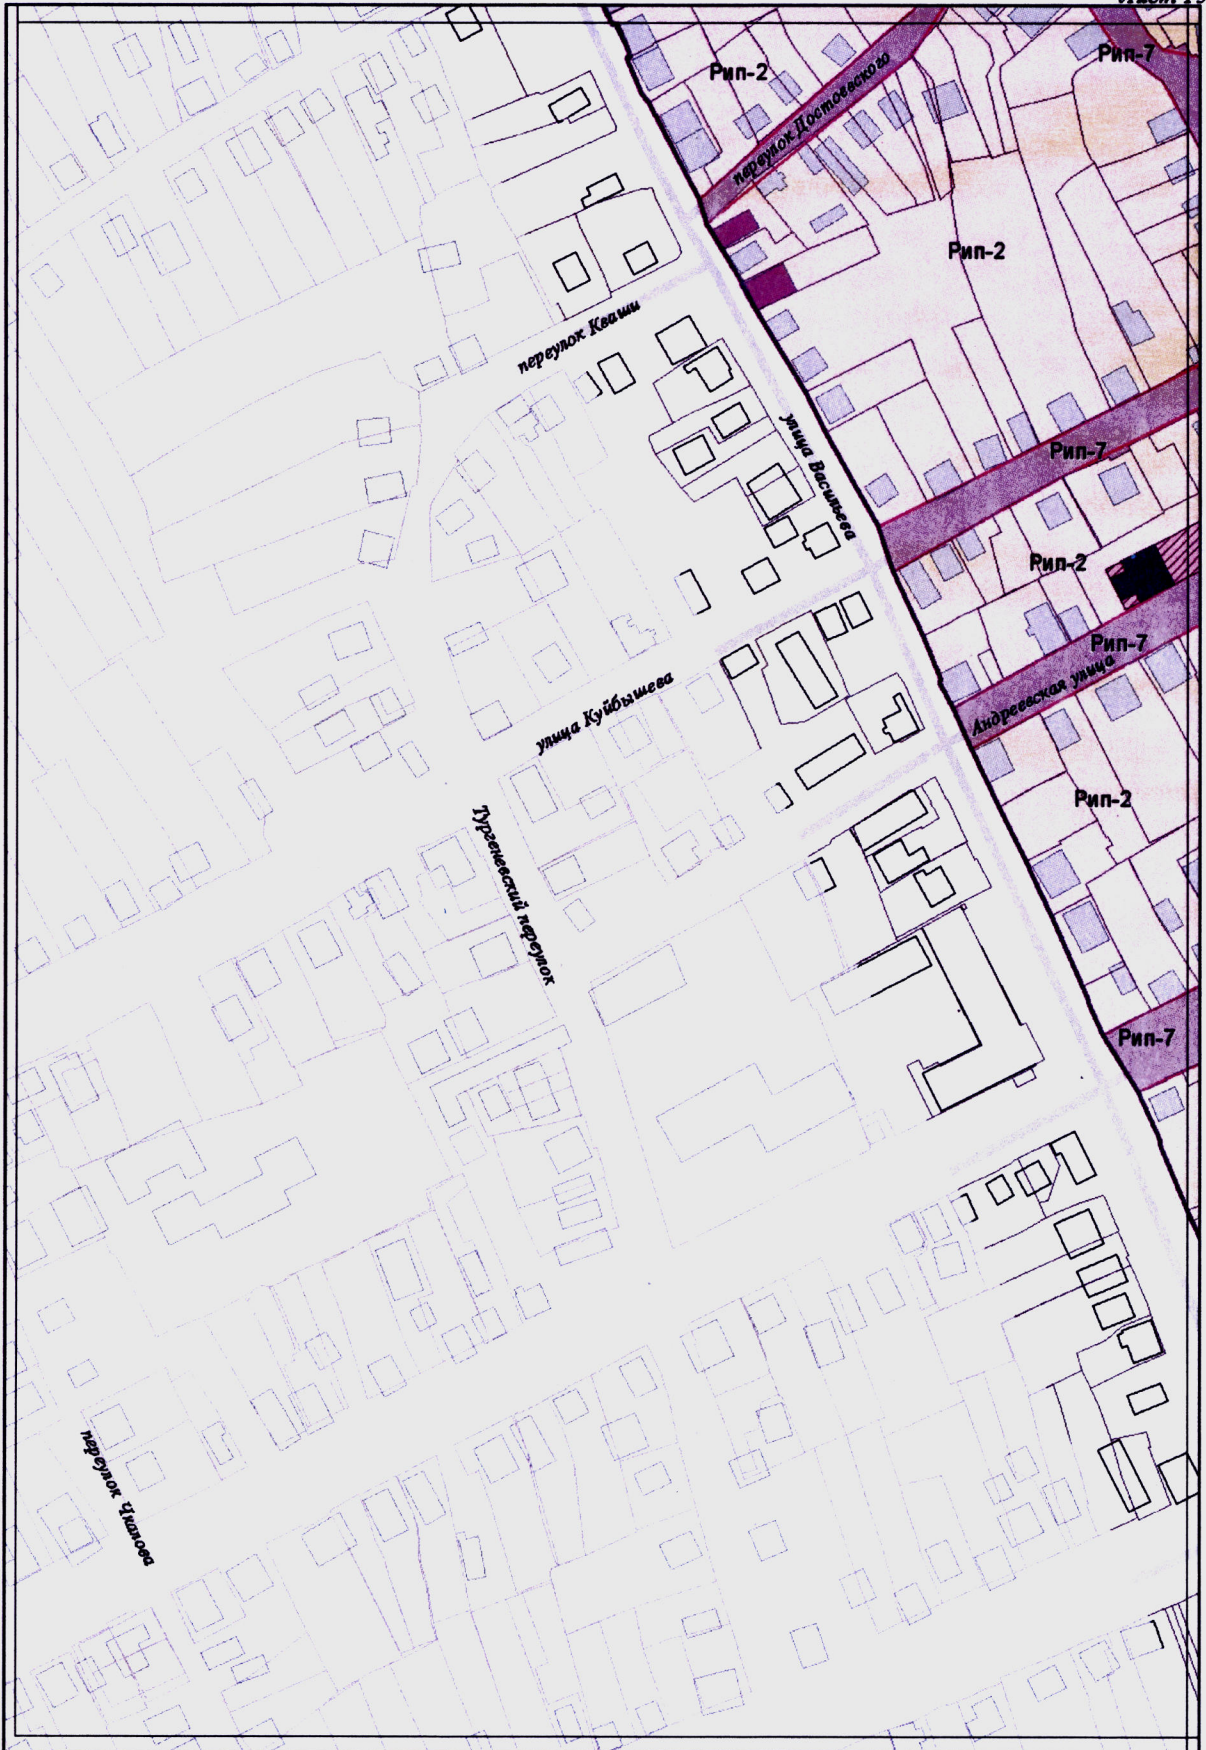 Рип-7
Рип-2
переулок Достоевского
Рип-2
переулок Кваши
улица Васильева
Рип-7
Рип-2
Рип-7
Андреевская улица
улица Куйбышева
Рип-2
Тургеневский переулок
Рип-7
переулок Чкалова